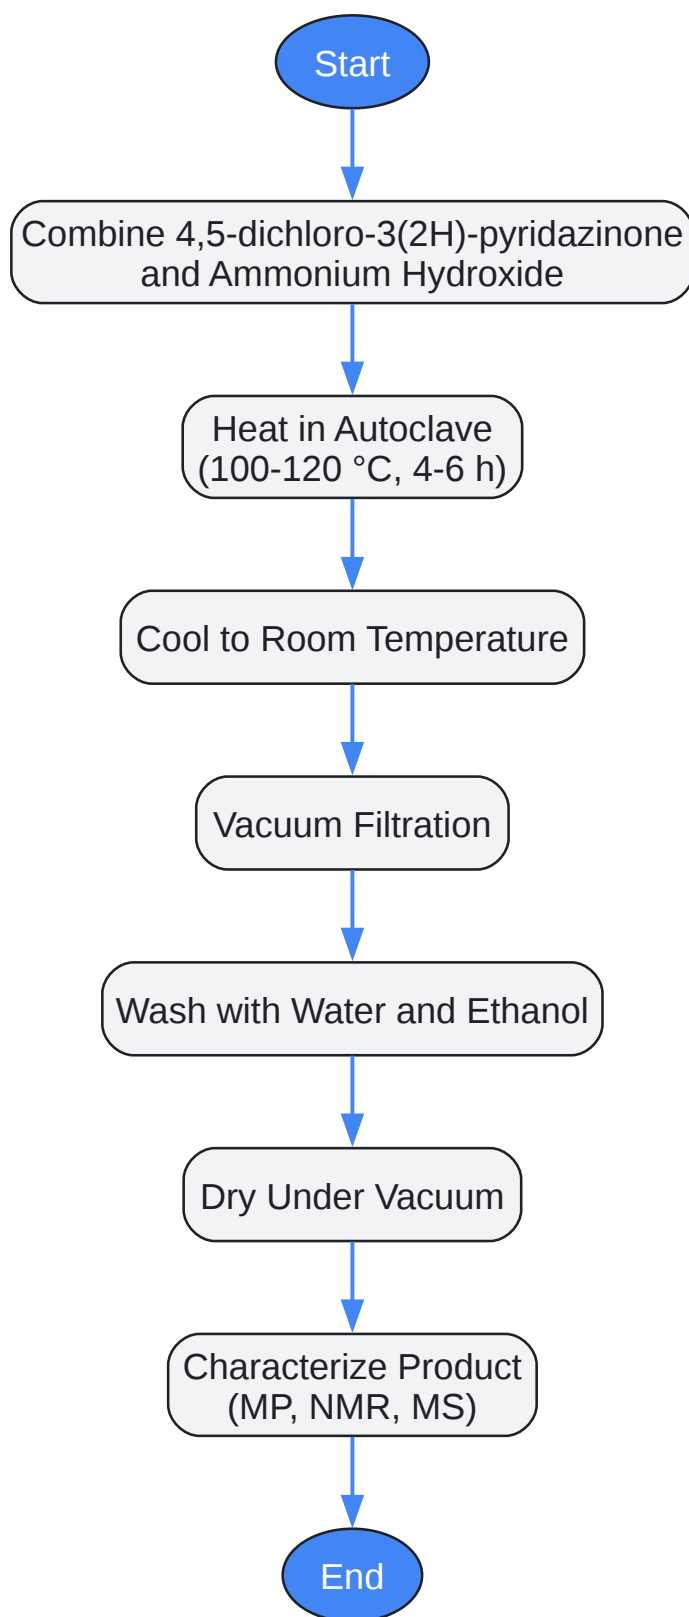 Start
Combine 4,5-dichloro-3(2H)-pyridazinone
and Ammonium Hydroxide
Heat in Autoclave
(100-120 °C, 4-6 h)
Cool to Room Temperature
Vacuum Filtration
Wash with Water and Ethanol
Dry Under Vacuum
Characterize Product
(MP, NMR, MS)
End